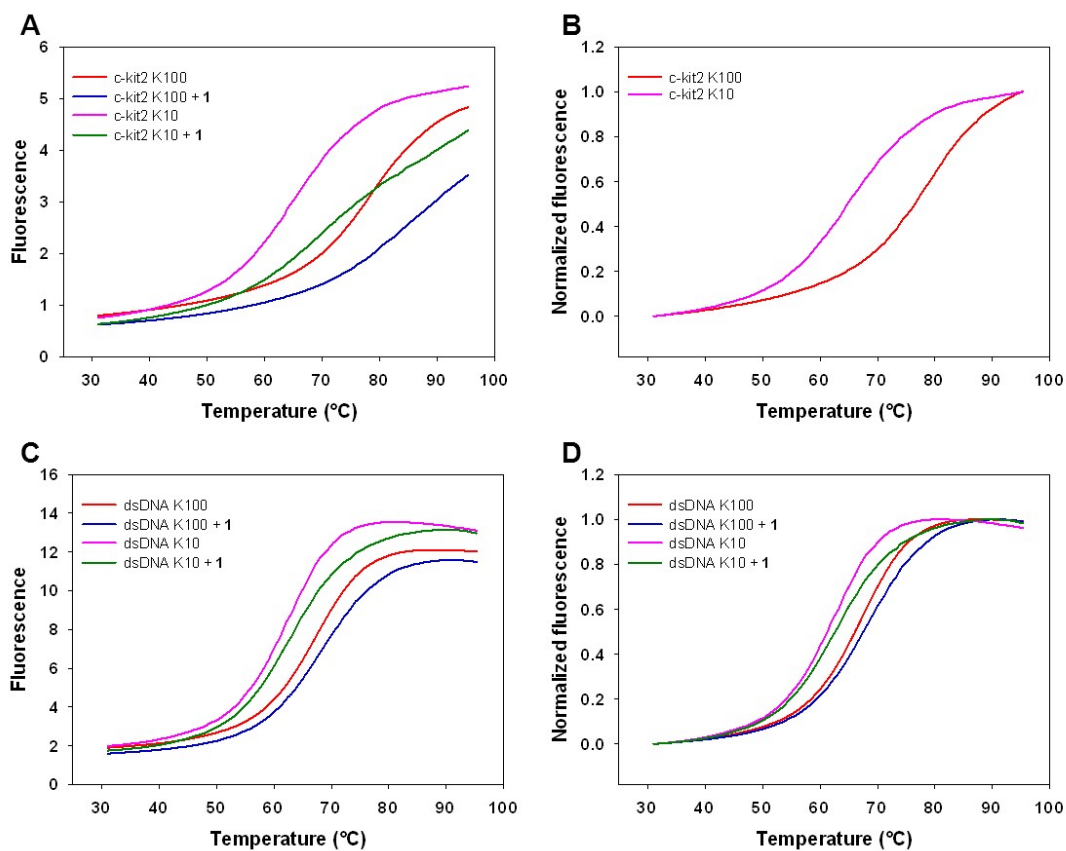 A
Fluorescence
6
5
4
3
2
1
0
c-kit2 K100
c-kit2 K100 + 1
c-kit2 K10
c-kit2 K10 + 1
30 40 50 60 70 80 90 100
Temperature (°C)
B
Normalized fluorescence
1.2
1.0
0.8
0.6
0.4
0.2
0.0
c-kit2 K100
c-kit2 K10
30 40 50 60 70 80 90 100
Temperature (°C)
C
Fluorescence
16
14
12
10
8
6
4
2
0
dsDNA K100
dsDNA K100 + 1
dsDNA K10
dsDNA K10 + 1
30 40 50 60 70 80 90 100
Temperature (°C)
D
Normalized fluorescence
1.2
1.0
0.8
0.6
0.4
0.2
0.0
dsDNA K100
dsDNA K100 + 1
dsDNA K10
dsDNA K10 + 1
30 40 50 60 70 80 90 100
Temperature (°C)